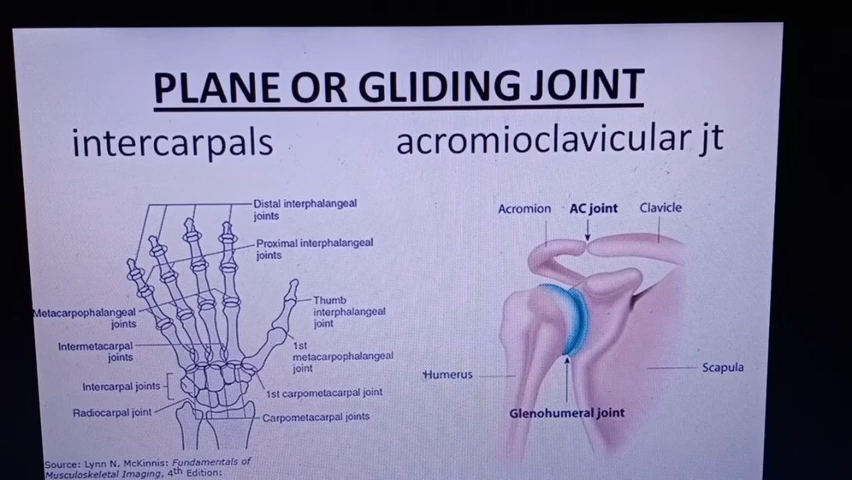 PLANE OR GLIDING JOINT
intercarpals
acromioclavicular jt
Distal interphalangeal
joints
Proximal interphalangeal
joints
Metacarpophalangeal
joints
Thumb
interphalangeal
joint
Intermetacarpal
joints
1st
metacarpophalangeal
joint
Intercarpal joints
1st carpometacarpal joint
Radiocarpal joint
Carpometacarpal joints
Source: Lynn N. McKinnis: Fundamentals of
Musculoskeletal Imaging, 4th Edition:
Acromion
AC joint
Clavicle
Humerus
Scapula
Glenohumeral joint